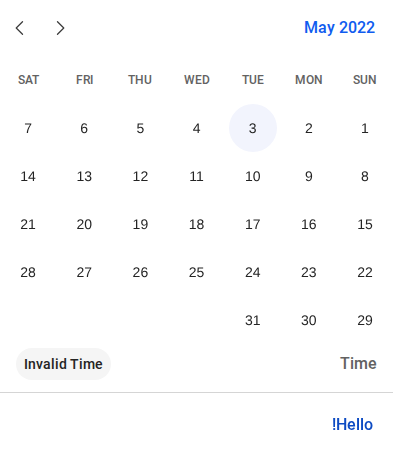 May 2022
SAT FRI THU WED TUE MON SUN
7 6 5 4 3 2 1
14 13 12 11 10 9 8
21 20 19 18 17 16 15
28 27 26 25 24 23 22
31 30 29
Invalid Time Time
!Hello